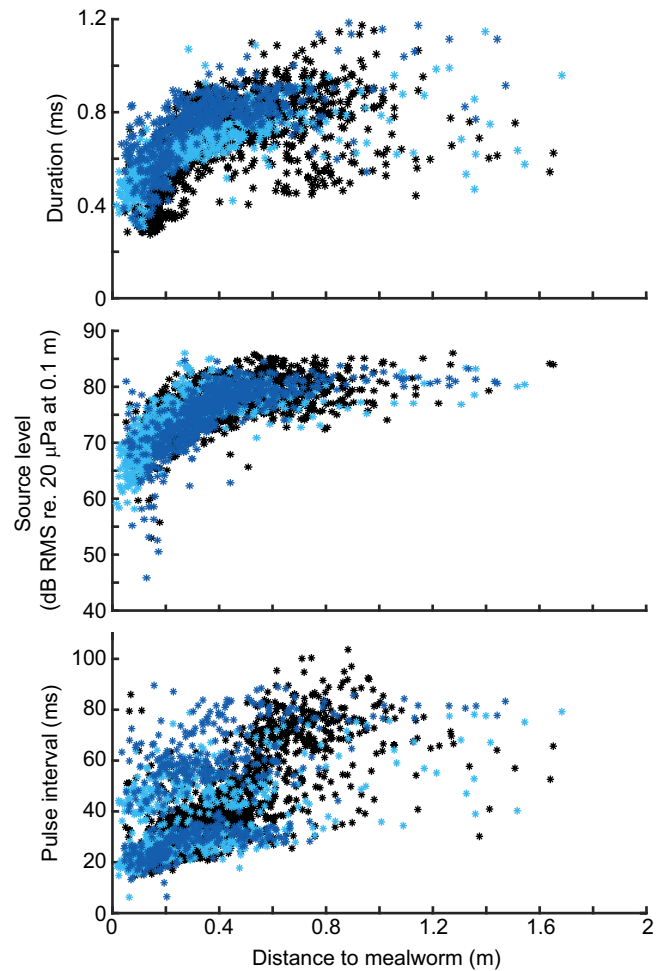 1.2
0.8
0.4
0
Duration (ms)
90
80
70
60
50
40
Source level
(dB RMS re. 20 μPa at 0.1 m)
100
80
60
40
20
0
Pulse interval (ms)
0 0.4 0.8 1.2 1.6 2
Distance to mealworm (m)